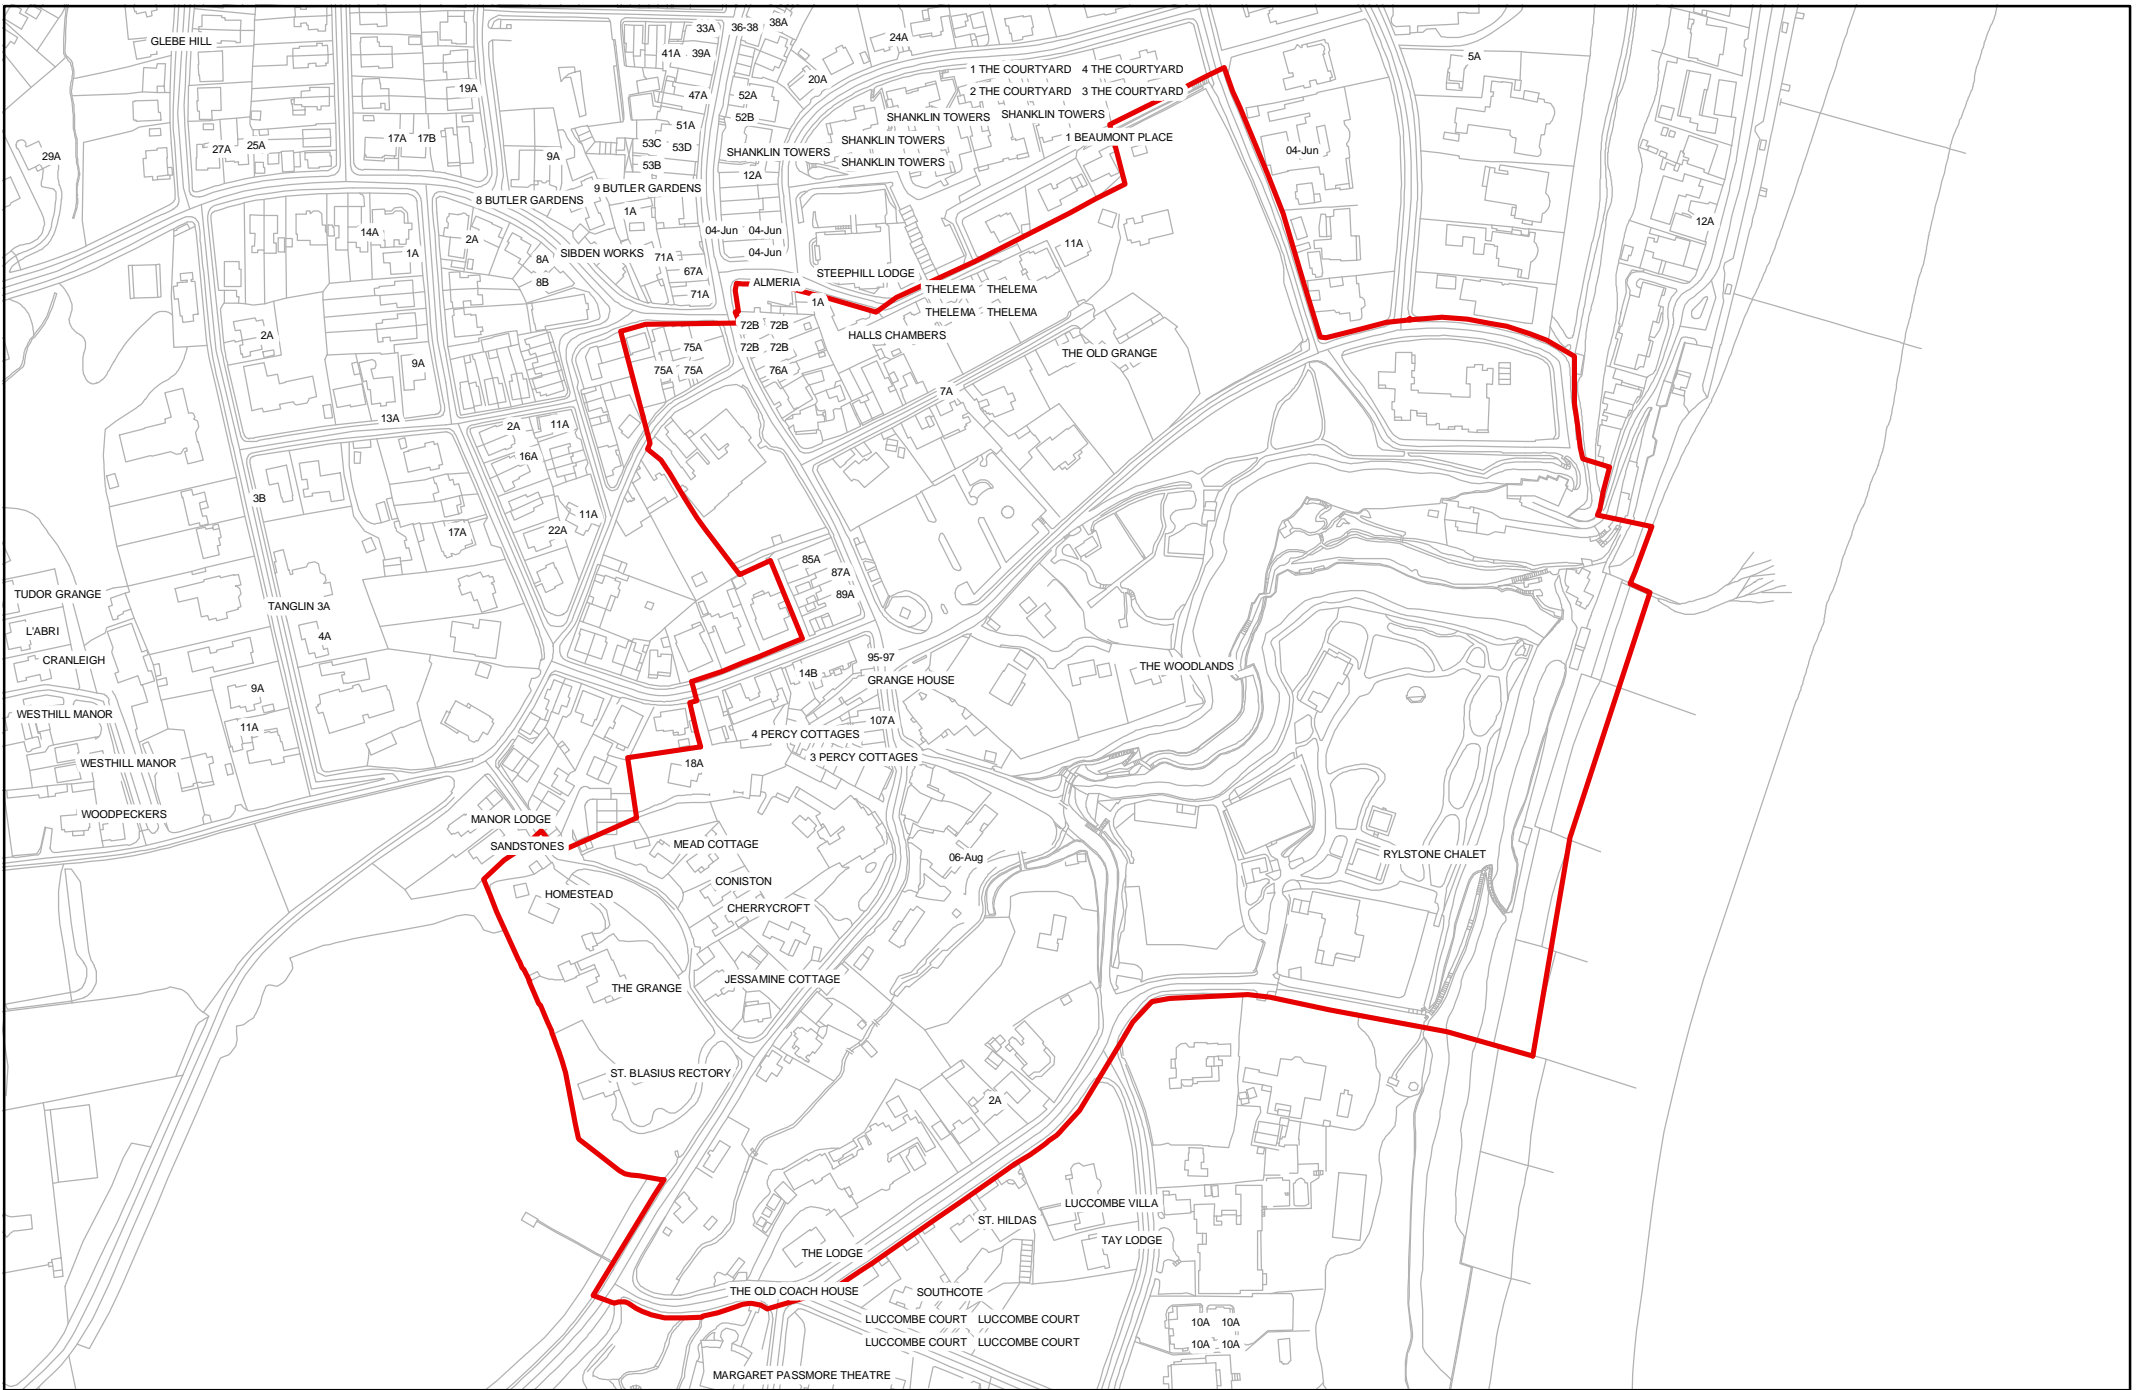 GLEBE HILL
33A
36-38
38A
24A
41A
39A
20A
5A
1 THE COURTYARD
4 THE COURTYARD
2 THE COURTYARD
3 THE COURTYARD
19A
47A
52A
52B
SHANKLIN TOWERS
SHANKLIN TOWERS
17A
17B
51A
1 BEAUMONT PLACE
27A
25A
53C
53D
SHANKLIN TOWERS
SHANKLIN TOWERS
04-Jun
29A
9A
53B
SHANKLIN TOWERS
12A
9 BUTLER GARDENS
8 BUTLER GARDENS
1A
12A
14A
2A
04-Jun
04-Jun
11A
1A
8A
SIBDEN WORKS
71A
04-Jun
67A
STEEPHILL LODGE
8B
ALMERIA
71A
THELEMA
THELEMA
1A
THELEMA
THELEMA
72B
72B
2A
HALLS CHAMBERS
75A
72B
72B
THE OLD GRANGE
9A
75A
75A
76A
7A
13A
2A
11A
16A
3B
11A
17A
22A
85A
87A
TUDOR GRANGE
89A
TANGLIN 3A
L'ABRI
4A
CRANLEIGH
95-97
THE WOODLANDS
14B
GRANGE HOUSE
9A
WESTHILL MANOR
11A
107A
4 PERCY COTTAGES
3 PERCY COTTAGES
WESTHILL MANOR
18A
WOODPECKERS
MANOR LODGE
SANDSTONES
MEAD COTTAGE
06-Aug
RYLSTONE CHALET
HOMESTEAD
CONISTON
CHERRYCROFT
JESSAMINE COTTAGE
THE GRANGE
ST. BLASIUS RECTORY
2A
LUCCOMBE VILLA
ST. HILDAS
TAY LODGE
THE LODGE
THE OLD COACH HOUSE
SOUTHCOTE
LUCCOMBE COURT
LUCCOMBE COURT
10A
10A
LUCCOMBE COURT
LUCCOMBE COURT
10A
10A
MARGARET PASSMORE THEATRE